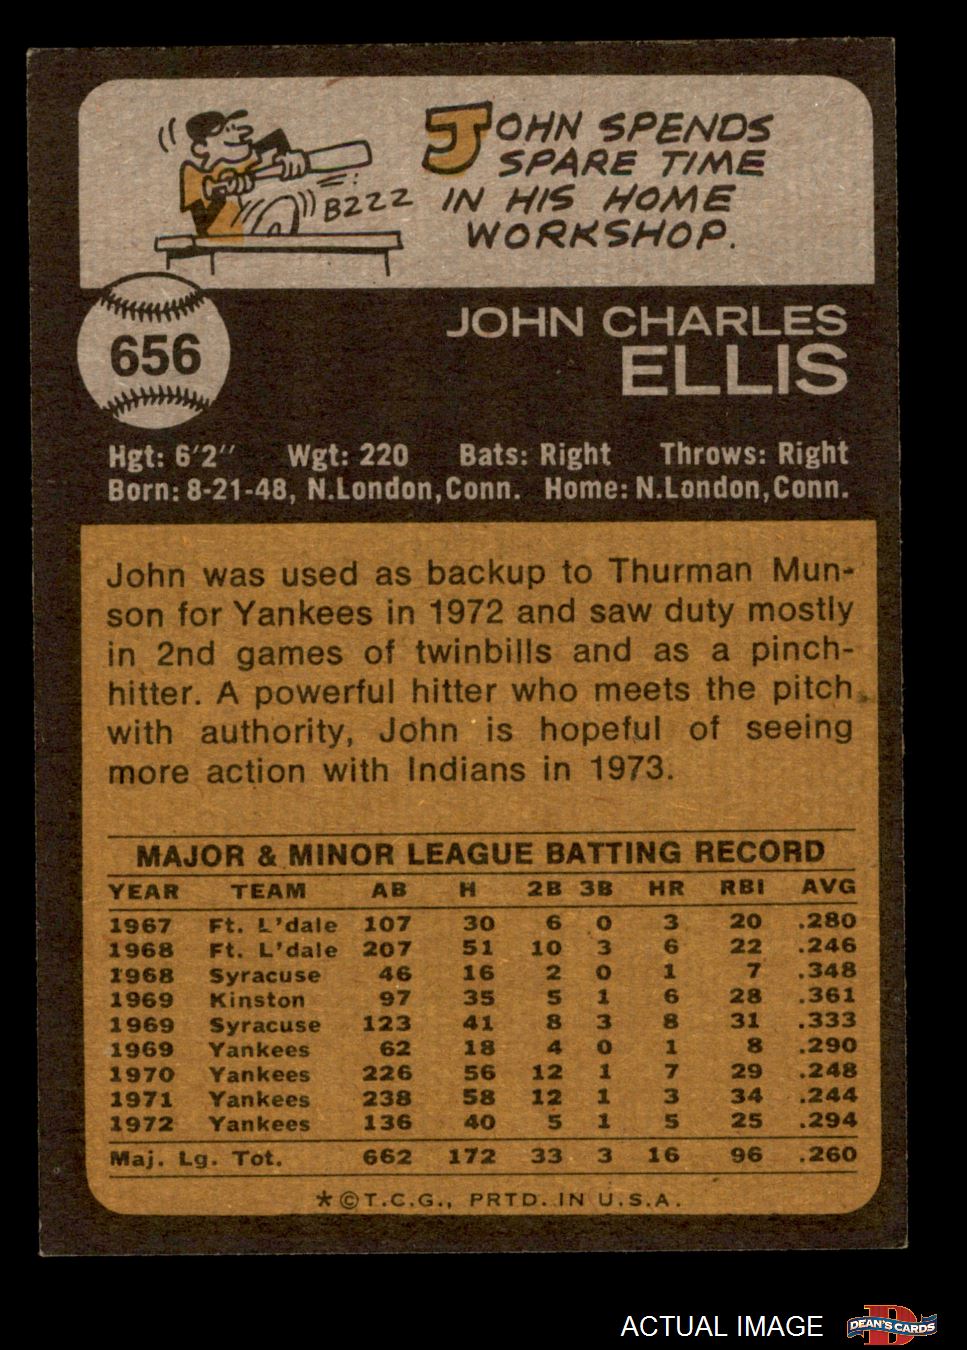 JOHN SPENDS
SPARE TIME
IN HIS HOME
WORKSHOP.
BZZZ
656
JOHN CHARLES
ELLIS
Hgt: 6'2" Wgt: 220 Bats: Right Throws: Right
Born: 8-21-48, N.London, Conn. Home: N.London, Conn.
John was used as backup to Thurman Mun-
son for Yankees in 1972 and saw duty mostly
in 2nd games of twinbills and as a pinch-
hitter. A powerful hitter who meets the pitch
with authority, John is hopeful of seeing
more action with Indians in 1973.
MAJOR & MINOR LEAGUE BATTING RECORD
YEAR TEAM AB H 2B 3B HR RBI AVG
1967 Ft. L'dale 107 30 6 0 3 20 .280
1968 Ft. L'dale 207 51 10 3 6 22 .246
1968 Syracuse 46 16 2 0 1 7 .348
1969 Kinston 97 35 5 1 6 28 .361
1969 Syracuse 123 41 8 3 8 31 .333
1969 Yankees 62 18 4 0 1 8 .290
1970 Yankees 226 56 12 1 7 29 .248
1971 Yankees 238 58 12 1 3 34 .244
1972 Yankees 136 40 5 1 5 25 .294
Maj. Lg. Tot. 662 172 33 3 16 96 .260
*©T.C.G., PRTD. IN U.S.A.
ACTUAL IMAGE
D
DEAN'S CARDS